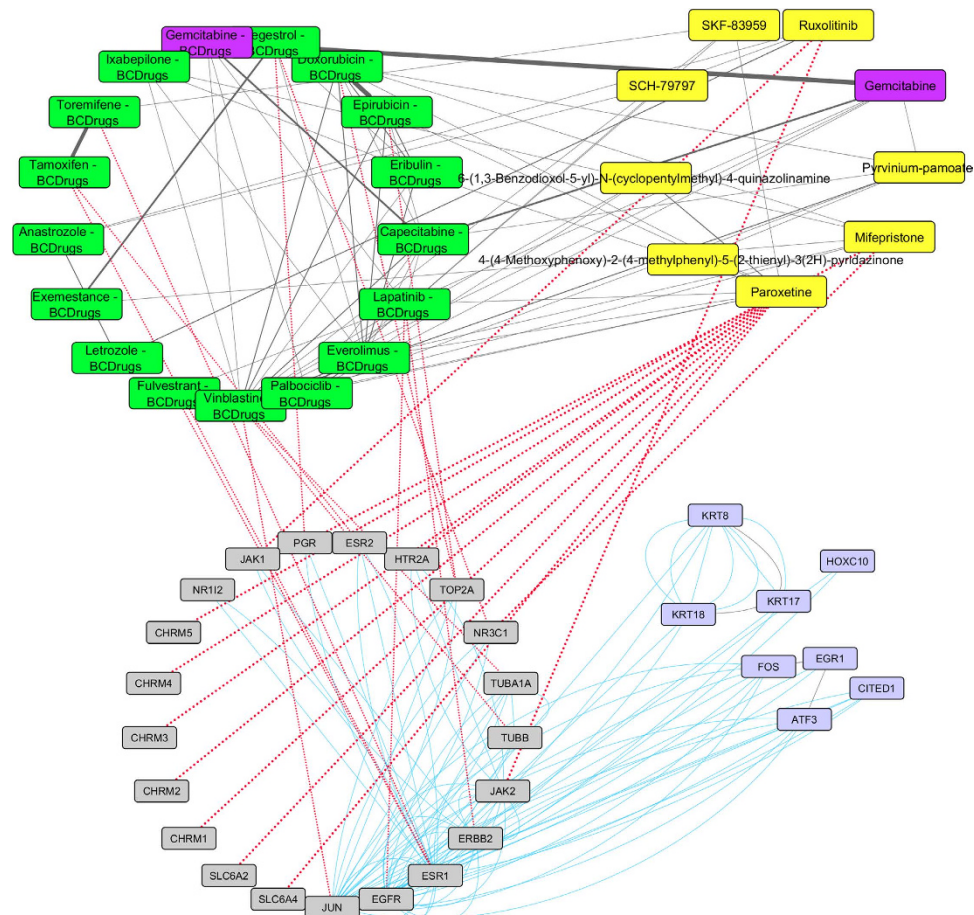 SKF-83959
Ruxolitinib
Gemcitabine -
BCDrugs
egestrol -
BCDrugs
Ixabepilone -
BCDrugs
Doxorubicin -
BCDrugs
SCH-79797
Gemcitabine
Toremifene -
BCDrugs
Epirubicin -
BCDrugs
Tamoxifen -
BCDrugs
Eribulin -
BCDrugs
Pyrvinium-pamoate
6-(1,3-Benzodioxol-5-yl)-N-(cyclopentylmethyl)-4-quinazolinamine
Anastrozole -
BCDrugs
Capecitabine -
BCDrugs
Mifepristone
4-(4-Methoxyphenoxy)-2-(4-methylphenyl)-5-(2-thienyl)-3(2H)-pyridazinone
Exemestance -
BCDrugs
Lapatinib -
BCDrugs
Paroxetine
Letrozole -
BCDrugs
Everolimus -
BCDrugs
Fulvestrant -
BCDrugs
Vinblastine
BCDrugs
Palbociclib -
BCDrugs
KRT8
PGR
ESR2
JAK1
HTR2A
HOXC10
NR1I2
TOP2A
KRT17
KRT18
CHRM5
NR3C1
EGR1
FOS
CHRM4
TUBA1A
CITED1
ATF3
CHRM3
TUBB
CHRM2
JAK2
CHRM1
ERBB2
SLC6A2
ESR1
SLC6A4
EGFR
JUN